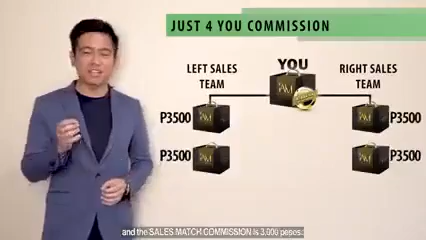 JUST 4 YOU COMMISSION
LEFT SALES
TEAM
YOU
RIGHT SALES
TEAM
P3500
P3500
P3500
P3500
and the SALES MATCH COMMISSION is 3,000 pesos.